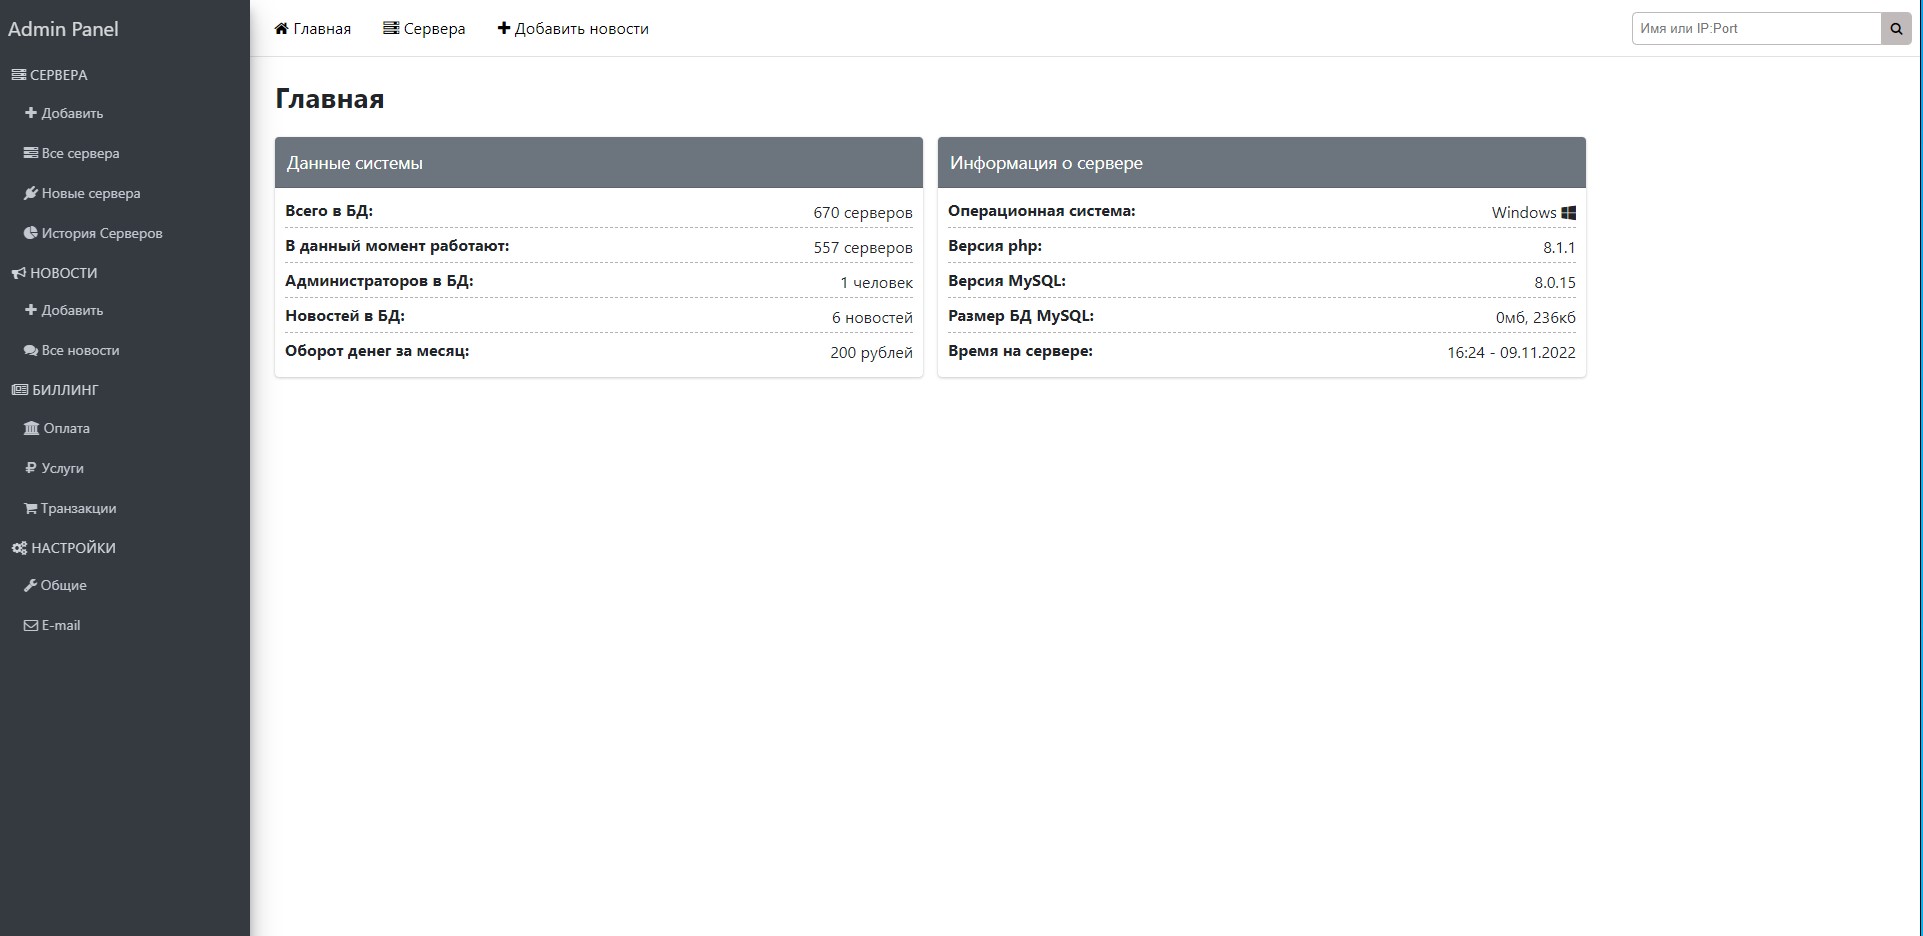 Admin Panel
СЕРВЕРА
Добавить
Все сервера
Новые сервера
История Серверов
НОВОСТИ
Добавить
Все новости
БИЛЛИНГ
Оплата
Услуги
Транзакции
НАСТРОЙКИ
Общие
E-mail
Главная Сервера Добавить новости Имя или IP:Port
Главная
Данные системы
Всего в БД: 670 серверов
В данный момент работают: 557 серверов
Администраторов в БД: 1 человек
Новостей в БД: 6 новостей
Оборот денег за месяц: 200 рублей
Информация о сервере
Операционная система: Windows
Версия php: 8.1.1
Версия MySQL: 8.0.15
Размер БД MySQL: 0мб, 236кб
Время на сервере: 16:24 - 09.11.2022